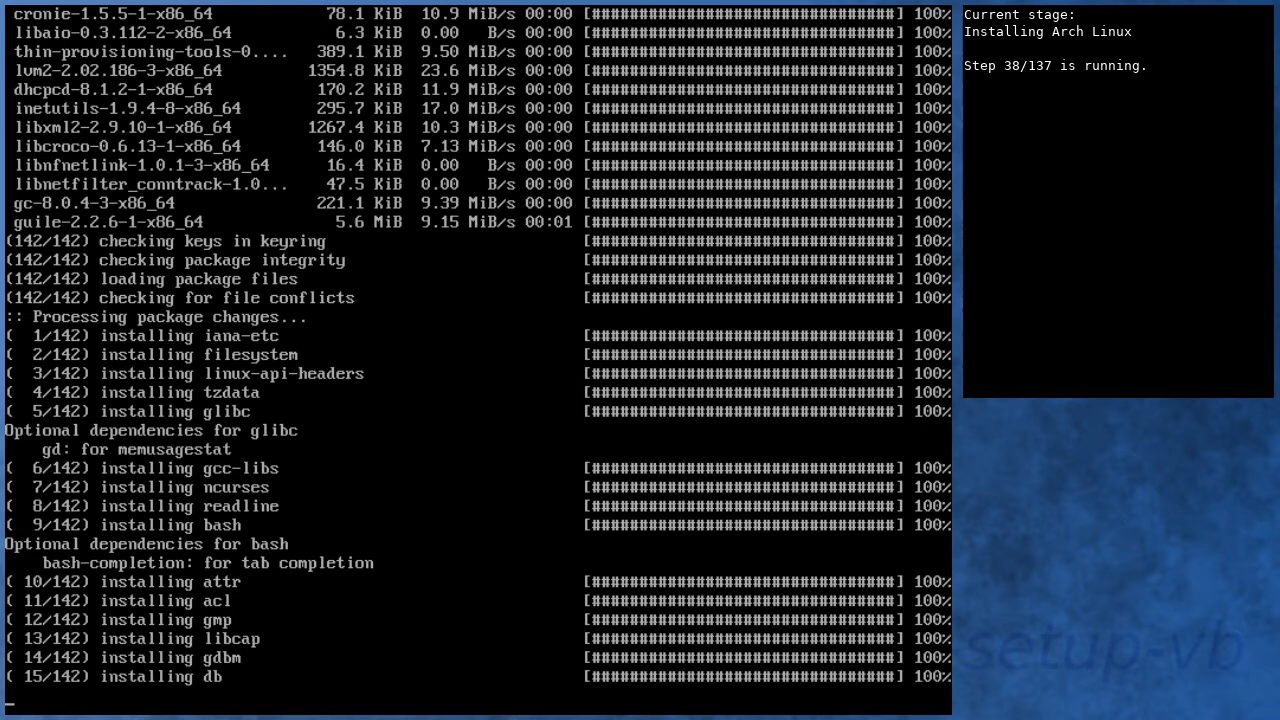 cronie-1.5.5-1-x86_64 78.1 KiB 10.9 MiB/s 00:00 [################################] 100%
libaio-0.3.112-2-x86_64 6.3 KiB 0.00 B/s 00:00 [################################] 100%
thin-provisioning-tools-0.... 389.1 KiB 9.50 MiB/s 00:00 [################################] 100%
lvm2-2.02.186-3-x86_64 1354.8 KiB 23.6 MiB/s 00:00 [################################] 100%
dhcpcd-8.1.2-1-x86_64 170.2 KiB 11.9 MiB/s 00:00 [################################] 100%
inetutils-1.9.4-8-x86_64 295.7 KiB 17.0 MiB/s 00:00 [################################] 100%
libxml2-2.9.10-1-x86_64 1267.4 KiB 10.3 MiB/s 00:00 [################################] 100%
libcroco-0.6.13-1-x86_64 146.0 KiB 7.13 MiB/s 00:00 [################################] 100%
libnfnetlink-1.0.1-3-x86_64 16.4 KiB 0.00 B/s 00:00 [################################] 100%
libnetfilter_conntrack-1.0... 47.5 KiB 0.00 B/s 00:00 [################################] 100%
gc-8.0.4-3-x86_64 221.1 KiB 9.39 MiB/s 00:00 [################################] 100%
guile-2.2.6-1-x86_64 5.6 MiB 9.15 MiB/s 00:01 [################################] 100%
(142/142) checking keys in keyring [################################] 100%
(142/142) checking package integrity [################################] 100%
(142/142) loading package files [################################] 100%
(142/142) checking for file conflicts [################################] 100%
:: Processing package changes...
( 1/142) installing iana-etc [################################] 100%
( 2/142) installing filesystem [################################] 100%
( 3/142) installing linux-api-headers [################################] 100%
( 4/142) installing tzdata [################################] 100%
( 5/142) installing glibc [################################] 100%
Optional dependencies for glibc
gd: for memusagestat
( 6/142) installing gcc-libs [################################] 100%
( 7/142) installing ncurses [################################] 100%
( 8/142) installing readline [################################] 100%
( 9/142) installing bash [################################] 100%
Optional dependencies for bash
bash-completion: for tab completion
( 10/142) installing attr [################################] 100%
( 11/142) installing acl [################################] 100%
( 12/142) installing gmp [################################] 100%
( 13/142) installing libcap [################################] 100%
( 14/142) installing gdbm [################################] 100%
( 15/142) installing db [################################] 100%
_
Current stage:
Installing Arch Linux
Step 38/137 is running.
setup-vb